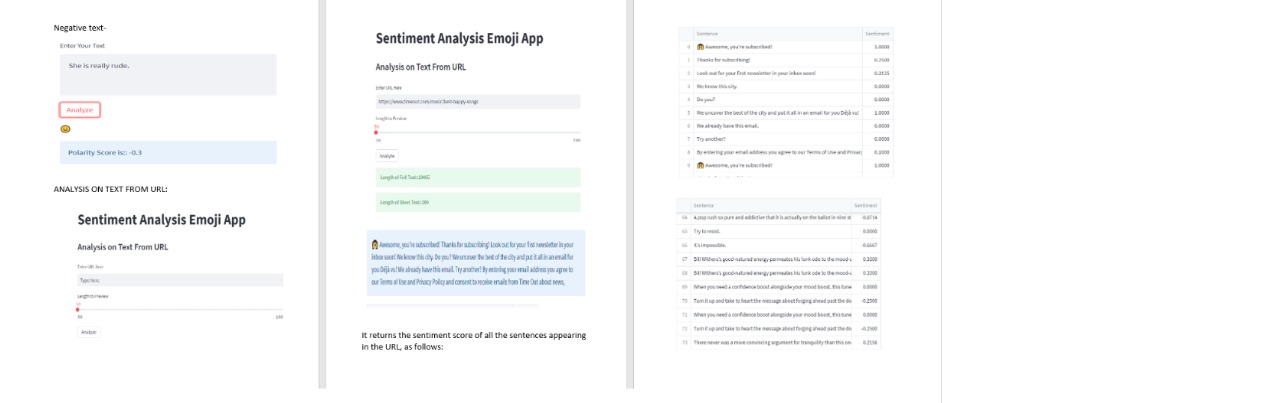 Negative text-
Enter Your Text
She is really rude.
Analyze
Polarity Score is:: -0.3
ANALYSIS ON TEXT FROM URL:
Sentiment Analysis Emoji App
Analysis on Text From URL
Enter URL here
Type here
Length to Preview
50
50
100
Analyze
Sentiment Analysis Emoji App
Analysis on Text From URL
Enter URL here
Length to Preview
50
50
100
Analyze
Length of Full Text::
Length of Short Text::
Awesome, you're subscribed! Thanks for subscribing! Look out for your first newsletter in your
inbox soon! We know this city. Do you? We uncover the best of the city and put it all in an email for
you Déjà vu! We already have this email. Try another? By entering your email address you agree to
our Terms of Use and Privacy Policy and consent to receive emails from Time Out about news,
It returns the sentiment score of all the sentences appearing
in the URL, as follows:
Sentence Sentiment
0 Awesome, you're subscribed! 1.0000
1 Thanks for subscribing! 0.2500
2 Look out for your first newsletter in your inbox soon! 0.3125
3 We know this city. 0.0000
4 Do you? 0.0000
5 We uncover the best of the city and put it all in an email for you Déjà vu! 1.0000
6 We already have this email. 0.0000
7 Try another? 0.0000
8 By entering your email address you agree to our Terms of Use and Privac
9 Awesome, you're subscribed! 1.0000
Sentence Sentiment
64 A pop rush so pure and addictive that it is actually on the ballot in nine st
65 Try to resist. 0.0000
66 It's impossible. -0.6667
67 Bill Withers's good-natured energy permeates his funk ode to the mood-e
68 Bill Withers's good-natured energy permeates his funk ode to the mood-e
69 When you need a confidence boost alongside your mood boost, this tune 0.0000
70 Turn it up and take to heart the message about forging ahead past the do -0.2500
71 When you need a confidence boost alongside your mood boost, this tune 0.0000
72 Turn it up and take to heart the message about forging ahead past the do -0.2500
73 There never was a more convincing argument for tranquility than this on